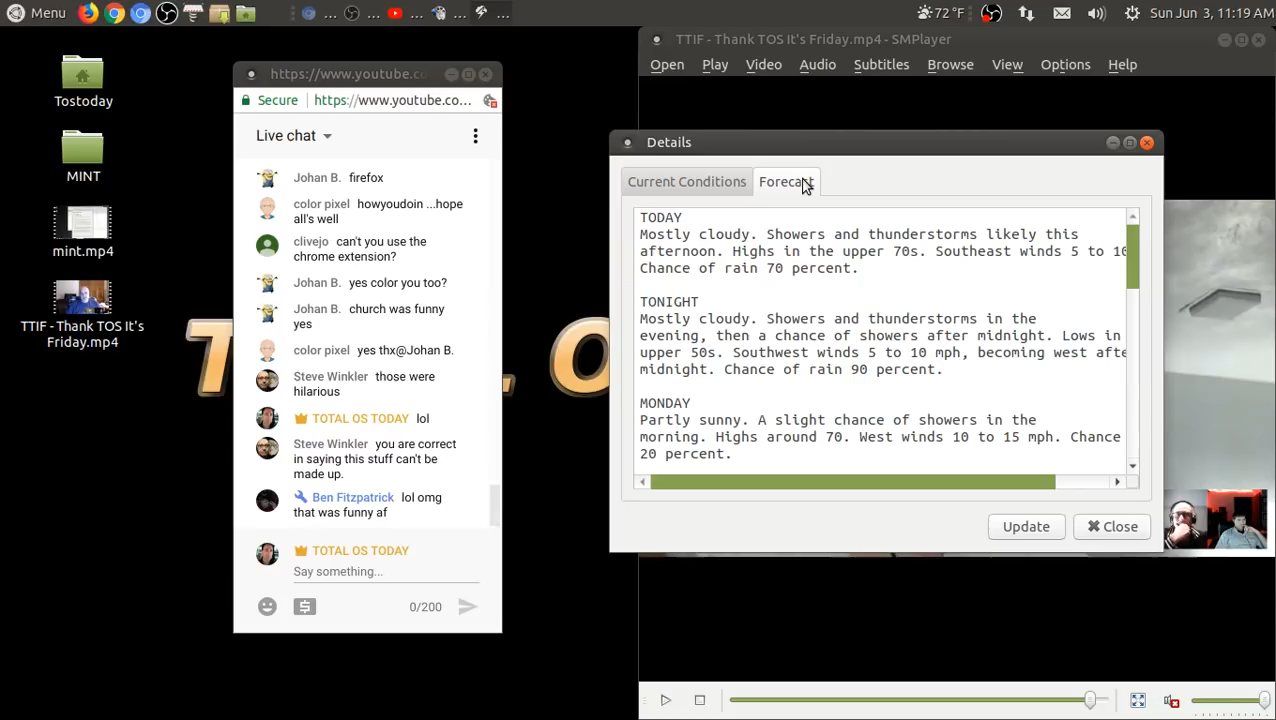 Menu
...
...
...
72 °F
Sun Jun 3, 11:19 AM
Tostoday
MINT
mint.mp4
TTIF - Thank TOS It's
Friday.mp4
https://www.youtube.co
Secure
https://www.youtube.co...
Live chat
Johan B. firefox
color pixel howyoudoin ...hope
all's well
clivejo can't you use the
chrome extension?
Johan B. yes color you too?
Johan B. church was funny
yes
color pixel yes thx@Johan B.
Steve Winkler those were
hilarious
TOTAL OS TODAY lol
Steve Winkler you are correct
in saying this stuff can't be
made up.
Ben Fitzpatrick lol omg
that was funny af
TOTAL OS TODAY
Say something...
0/200
TTIF - Thank TOS It's Friday.mp4 - SMPlayer
Open Play Video Audio Subtitles Browse View Options Help
Details
Current Conditions
Forecast
TODAY
Mostly cloudy. Showers and thunderstorms likely this
afternoon. Highs in the upper 70s. Southeast winds 5 to 10
Chance of rain 70 percent.
TONIGHT
Mostly cloudy. Showers and thunderstorms in the
evening, then a chance of showers after midnight. Lows in
upper 50s. Southwest winds 5 to 10 mph, becoming west afte
midnight. Chance of rain 90 percent.
MONDAY
Partly sunny. A slight chance of showers in the
morning. Highs around 70. West winds 10 to 15 mph. Chance
20 percent.
Update
Close